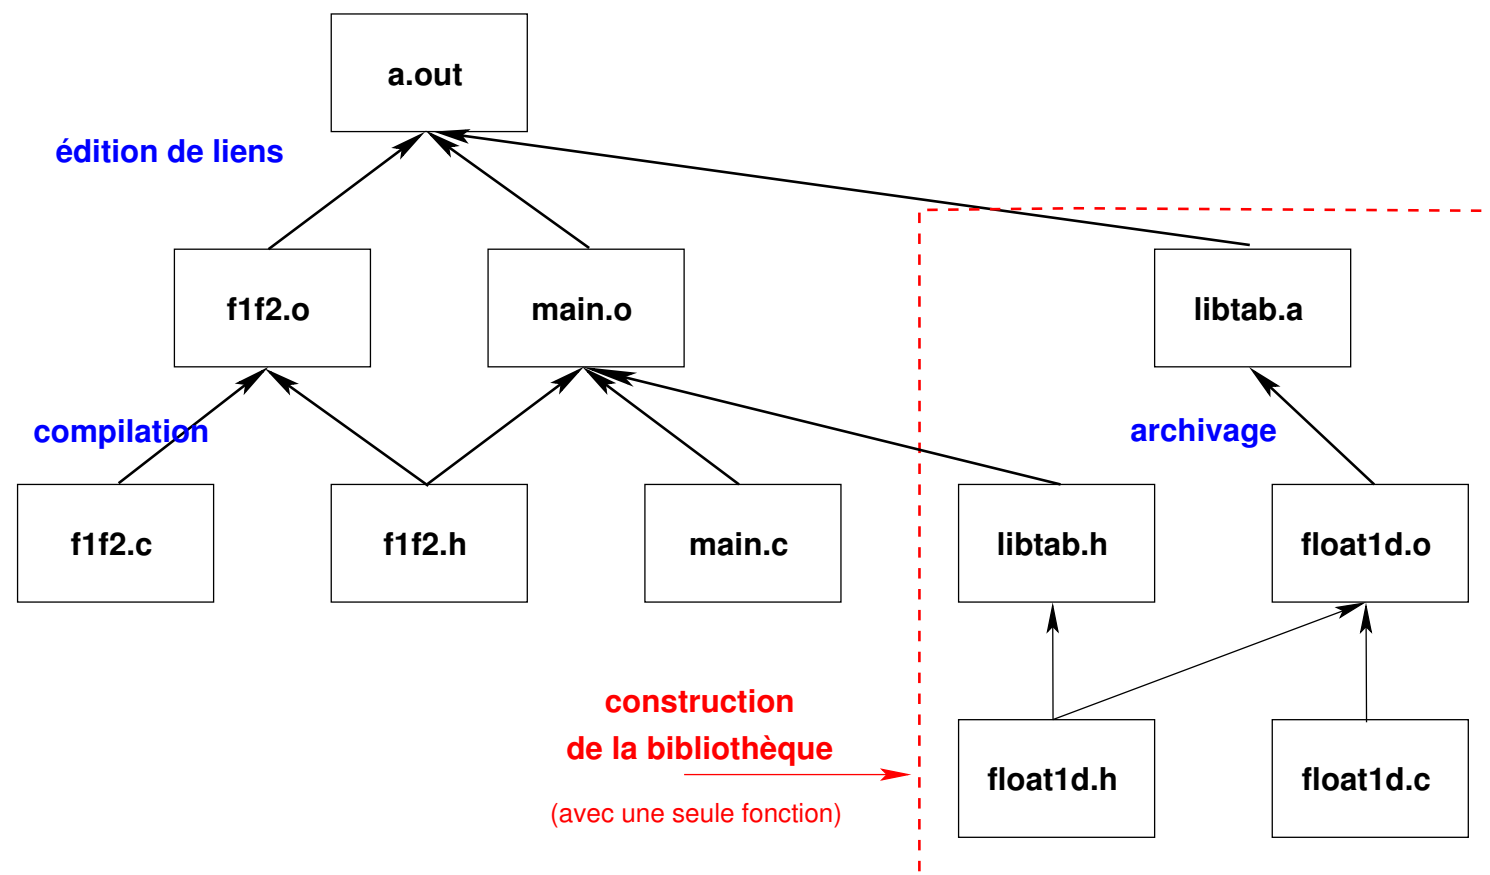 a.out
édition de liens
f1f2.o
main.o
libtab.a
compilation
archivage
f1f2.c
f1f2.h
main.c
libtab.h
float1d.o
construction
de la bibliothèque
(avec une seule fonction)
float1d.h
float1d.c